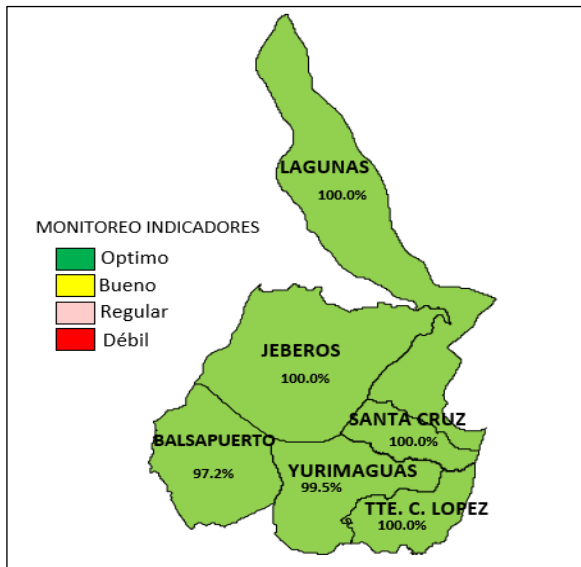 LAGUNAS
100.0%
MONITOREO INDICADORES
Optimo
Bueno
Regular
Débil
JEBEROS
100.0%
SANTA CRUZ
100.0%
BALSAPUERTO
97.2%
YURIMAGUAS
99.5%
TTE. C. LOPEZ
100.0%